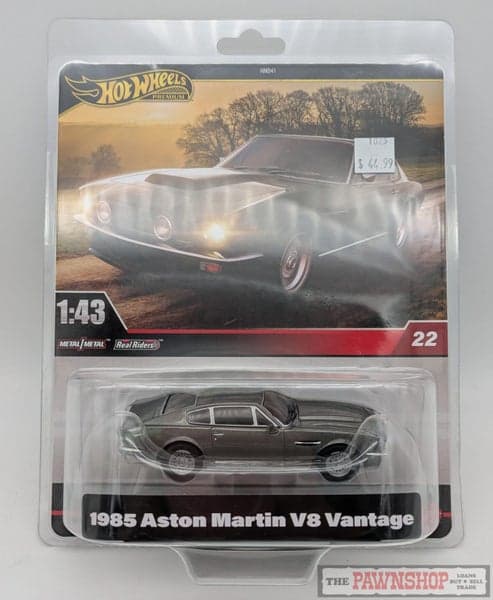 HOT WHEELS
PREMIUM
$ 44.99
1:43
METAL/METAL™ Real Riders®
22
1985 Aston Martin V8 Vantage
THE PAWNSHOP LOANS
BUY • SELL
TRADE